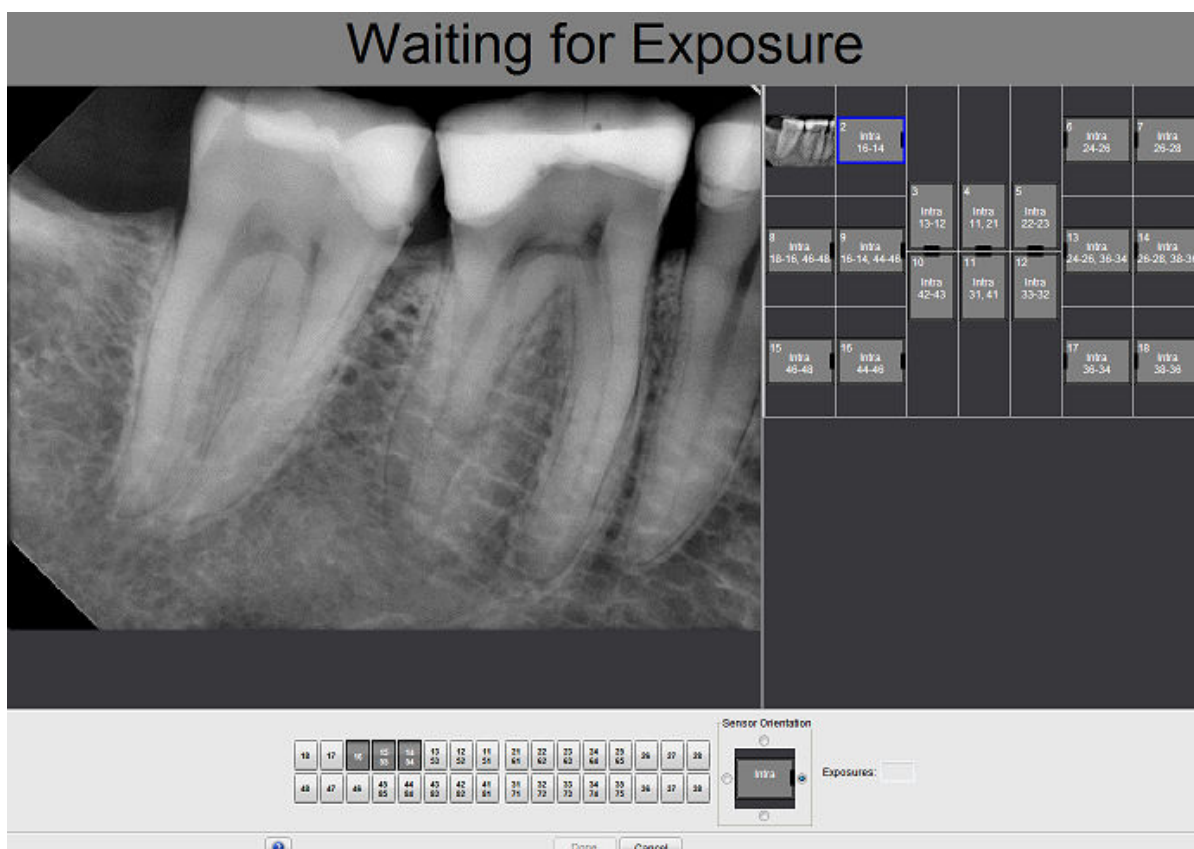 Waiting for Exposure
2
Intra
16-14
6
Intra
24-26
7
Intra
26-28
3
Intra
13-12
4
Intra
11, 21
5
Intra
22-23
8
Intra
18-16, 46-48
9
Intra
16-14, 44-46
13
Intra
24-26, 36-34
14
Intra
10
Intra
42-43
11
Intra
31, 41
12
Intra
33-32
15
Intra
46-48
16
Intra
44-46
17
Intra
36-34
18
Intra
38-36
Sensor Orientation
18 17 16 15 14 13 12 11 21 22 23 24 25 26 27 28
55 54 53 52 51 61 62 63 64 65
Intra
Exposures:
48 47 46 45 44 43 42 41 31 32 33 34 35 36 37 38
85 84 83 82 81 71 72 73 74 75
?
Done
Cancel